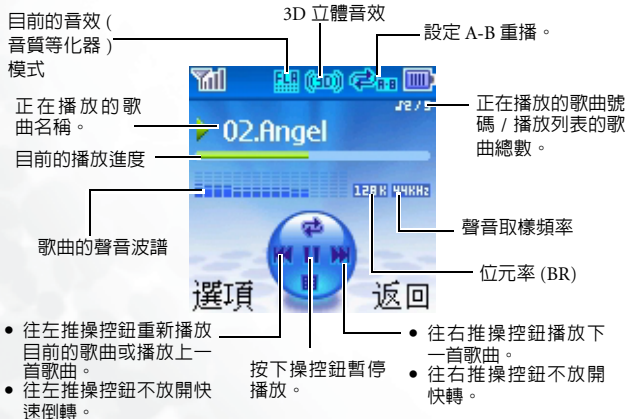 目前的音效 (
音質等化器 )
模式
3D 立體音效
設定 A-B 重播。
正在播放的歌
曲名稱。
目前的播放進度
歌曲的聲音波譜
FLA
(3D)
A-B
♫2/5
02.Angel
128K 44KHz
選項
返回
正在播放的歌曲號
碼 / 播放列表的歌
曲總數。
聲音取樣頻率
位元率 (BR)
• 往左推操控鈕重新播放
目前的歌曲或播放上一
首歌曲。
• 往左推操控鈕不放開快
速倒轉。
按下操控鈕暫停
播放。
• 往右推操控鈕播放下
一首歌曲。
• 往右推操控鈕不放開
快轉。